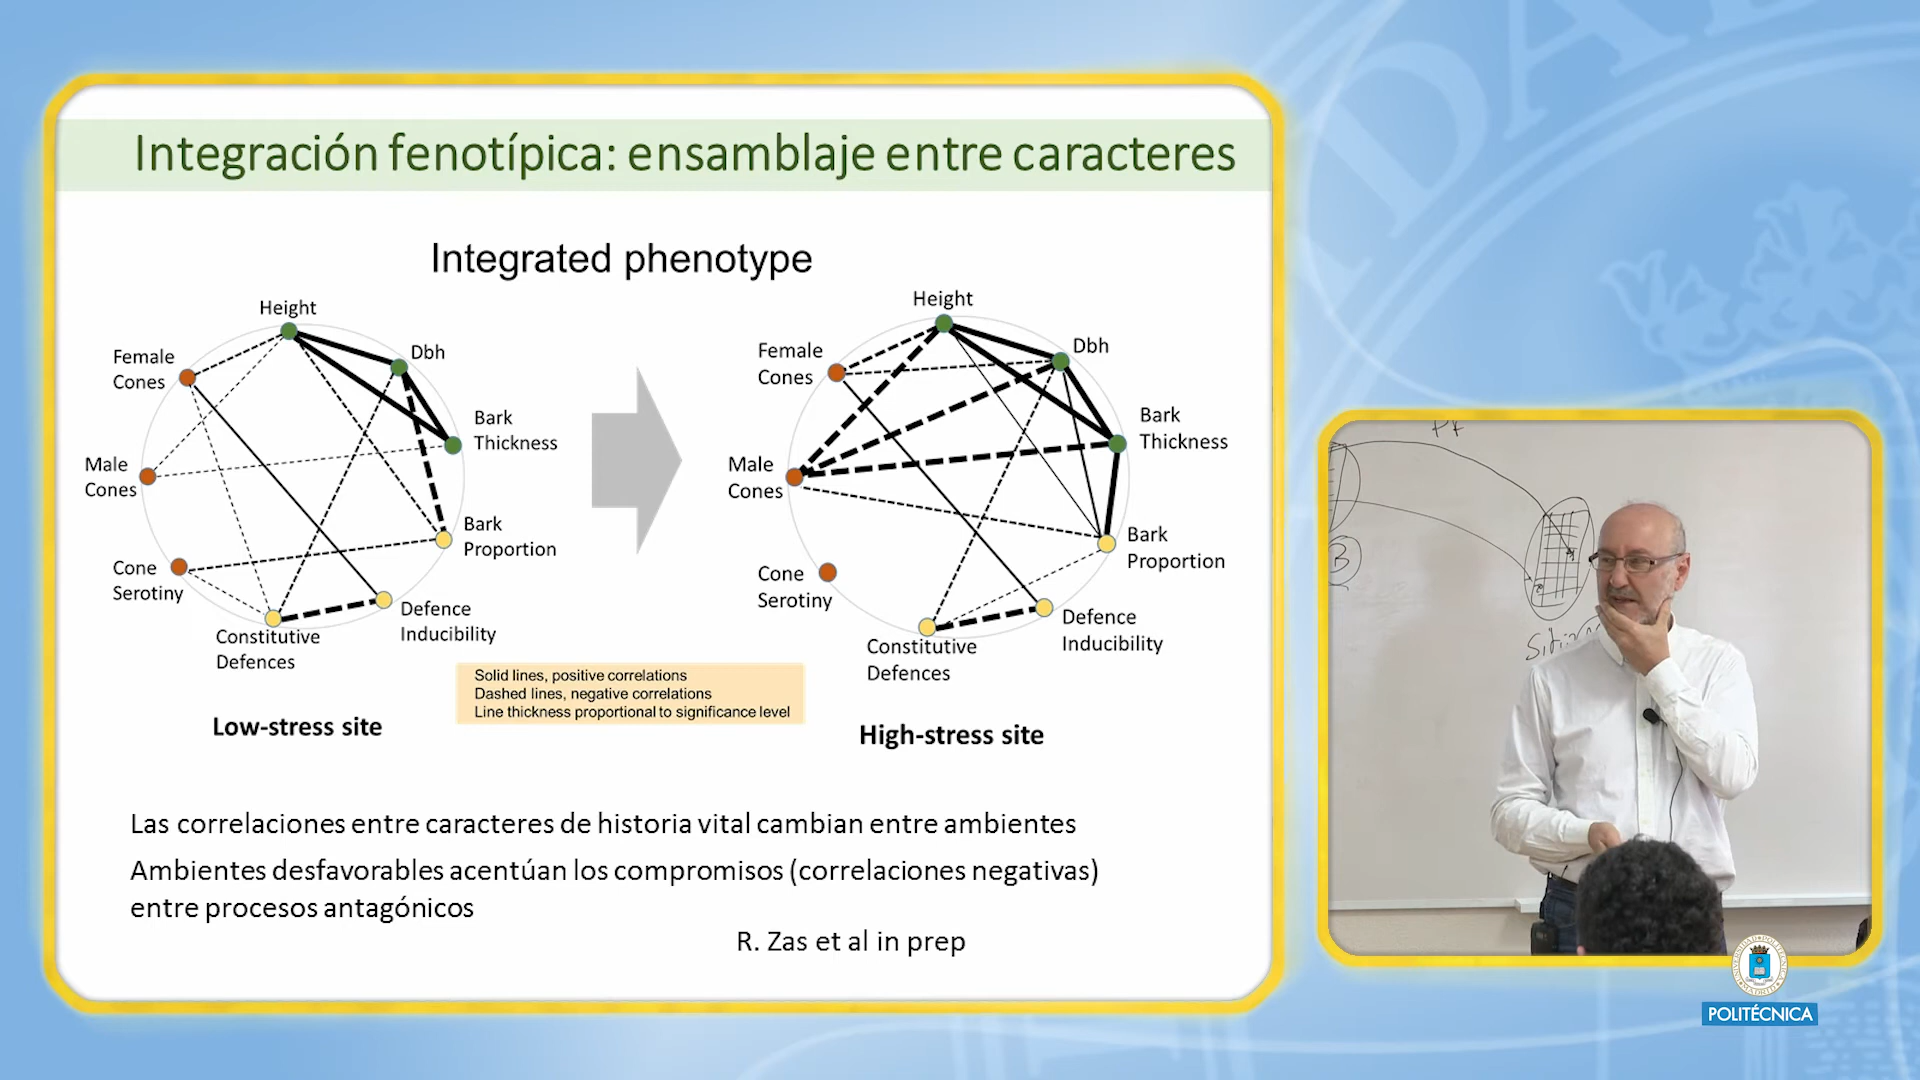 Integración fenotípica: ensamblaje entre caracteres
Integrated phenotype
Height
Female
Cones
Dbh
Bark
Thickness
Male
Cones
Bark
Proportion
Cone
Serotiny
Defence
Inducibility
Constitutive
Defences
Low-stress site
Height
Female
Cones
Dbh
Bark
Thickness
Male
Cones
Bark
Proportion
Cone
Serotiny
Defence
Inducibility
Constitutive
Defences
High-stress site
Solid lines, positive correlations
Dashed lines, negative correlations
Line thickness proportional to significance level
Las correlaciones entre caracteres de historia vital cambian entre ambientes
Ambientes desfavorables acentúan los compromisos (correlaciones negativas)
entre procesos antagónicos
R. Zas et al in prep
B
POLITÉCNICA